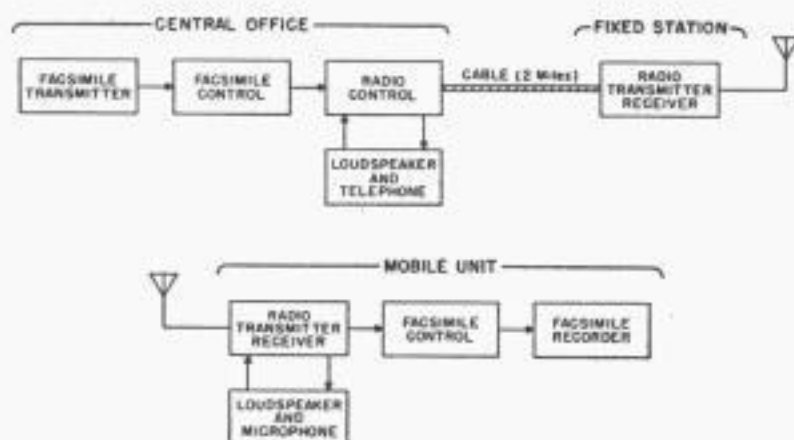 CENTRAL OFFICE
FIXED STATION
FACSIMILE
TRANSMITTER
FACSIMILE
CONTROL
RADIO
CONTROL
CABLE (2 Miles)
RADIO
TRANSMITTER
RECEIVER
LOUDSPEAKER
AND
TELEPHONE
MOBILE UNIT
RADIO
TRANSMITTER
RECEIVER
FACSIMILE
CONTROL
FACSIMILE
RECORDER
LOUDSPEAKER
AND
MICROPHONE